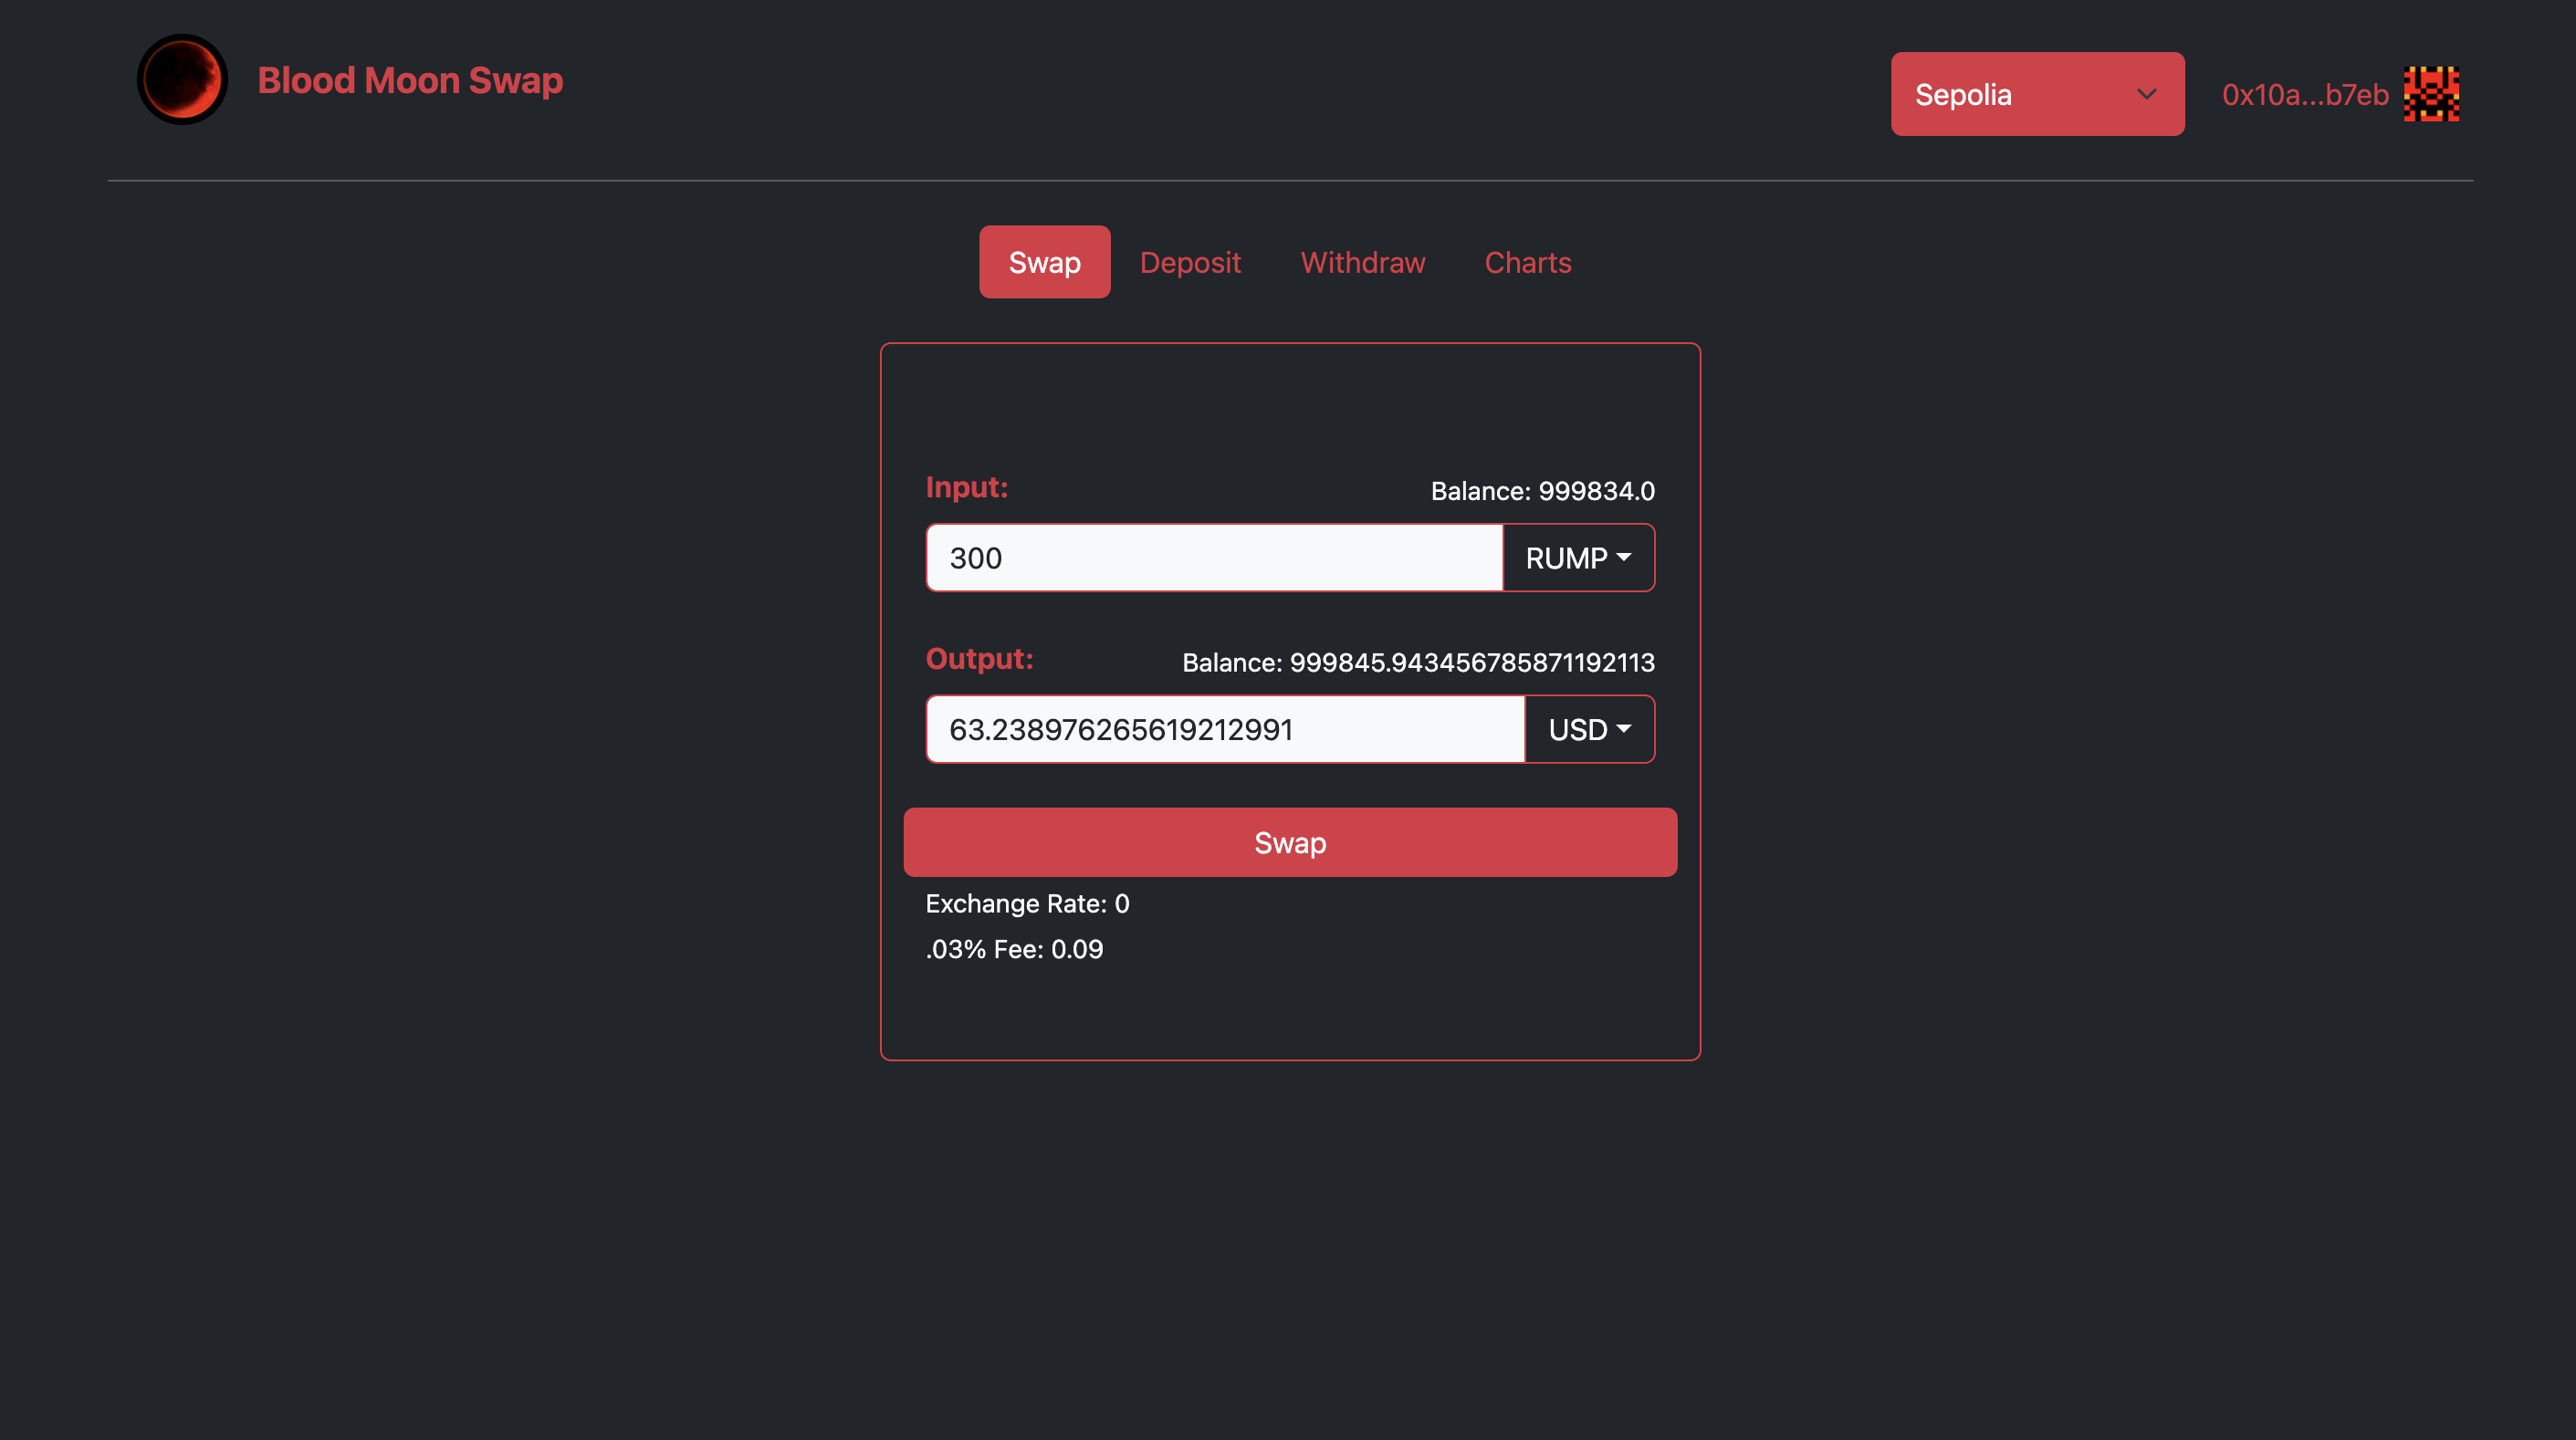 Blood Moon Swap
Sepolia
0x10a...b7eb
Swap Deposit Withdraw Charts
Input: Balance: 999834.0
300 RUMP
Output: Balance: 999845.943456785871192113
63.238976265619212991 USD
Swap
Exchange Rate: 0
.03% Fee: 0.09